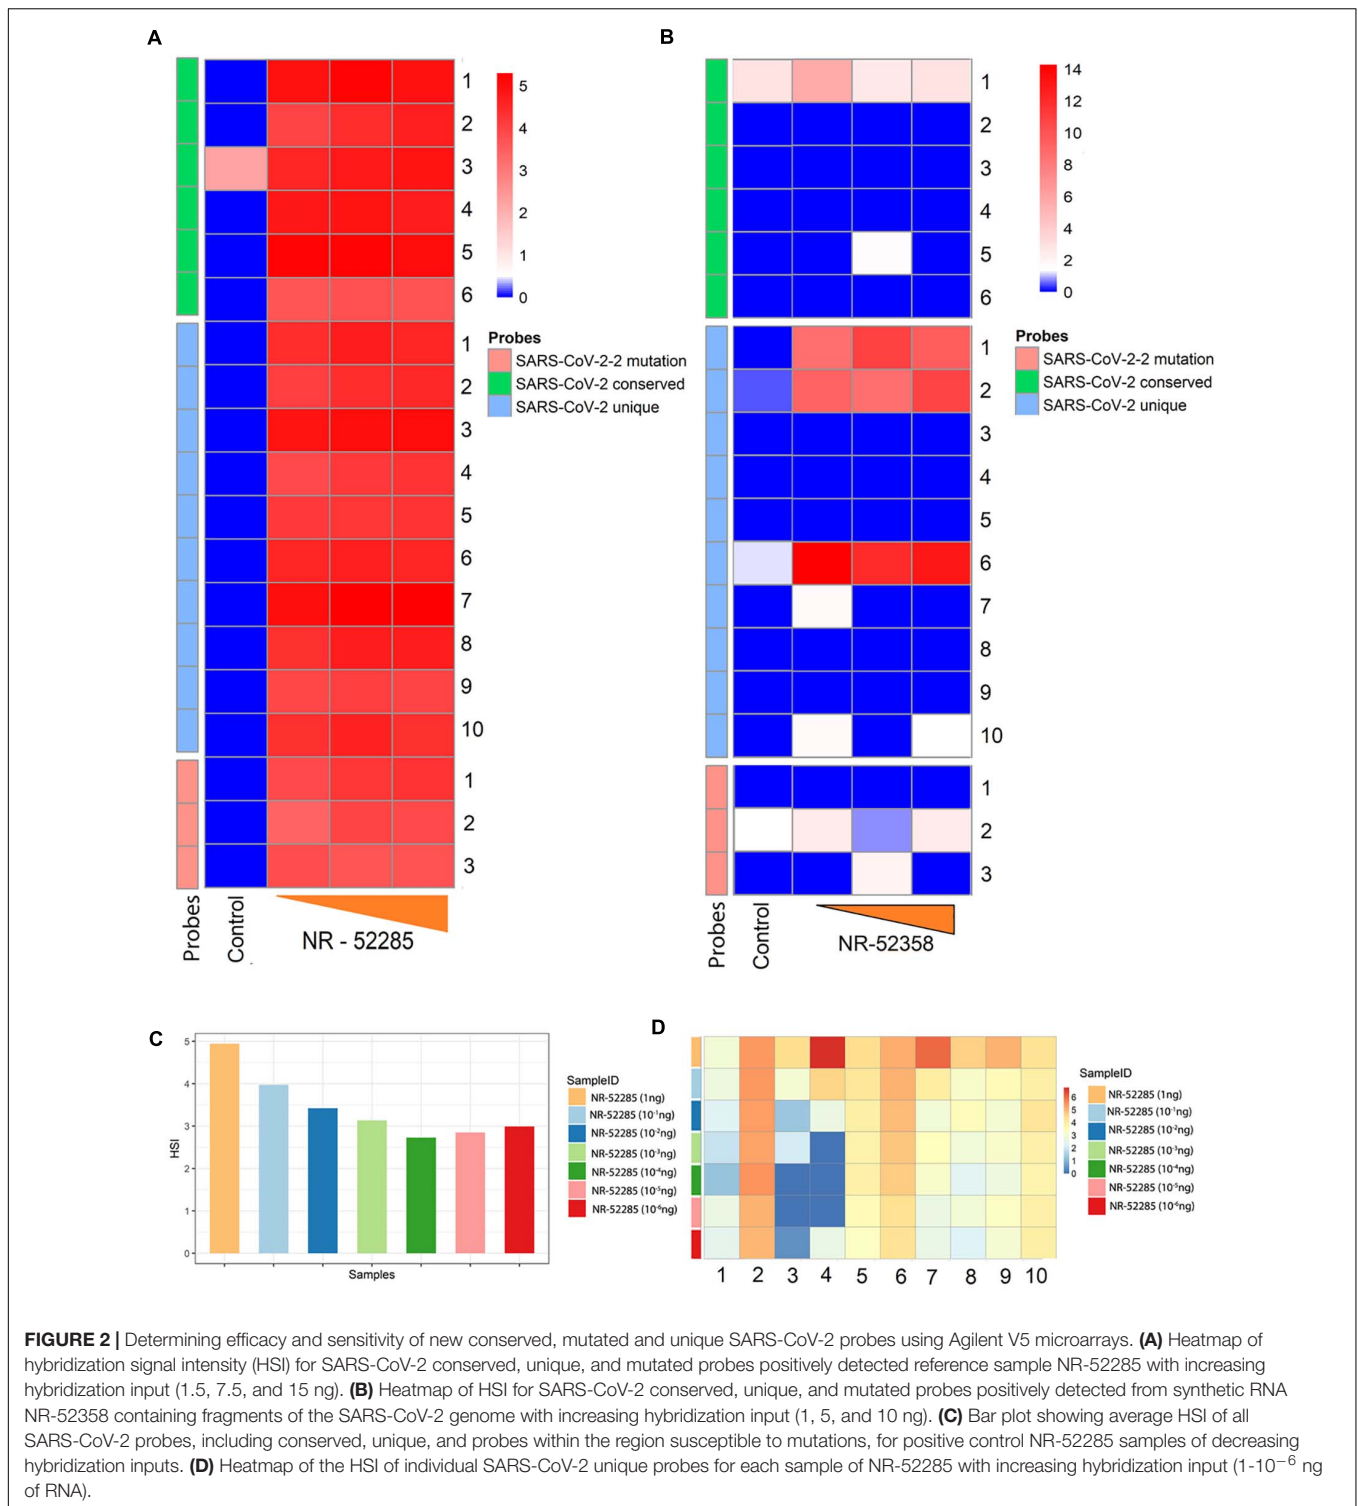 A
B
1
2
3
4
5
6
1
2
3
4
5
6
7
8
9
10
1
2
3
5
4
3
2
1
0
Probes
SARS-CoV-2-2 mutation
SARS-CoV-2 conserved
SARS-CoV-2 unique
Probes
Control
NR - 52285
1
2
3
4
5
6
1
2
3
4
5
6
7
8
9
10
1
2
3
14
12
10
8
6
4
2
0
Probes
SARS-CoV-2-2 mutation
SARS-CoV-2 conserved
SARS-CoV-2 unique
Probes
Control
NR-52358
C
HSI
5
4
3
2
1
0
Samples
SampleID
NR-52285 (1ng)
NR-52285 (10⁻¹ng)
NR-52285 (10⁻²ng)
NR-52285 (10⁻³ng)
NR-52285 (10⁻⁴ng)
NR-52285 (10⁻⁵ng)
NR-52285 (10⁻⁶ng)
D
1 2 3 4 5 6 7 8 9 10
6
5
4
3
2
1
0
SampleID
NR-52285 (1ng)
NR-52285 (10⁻¹ng)
NR-52285 (10⁻²ng)
NR-52285 (10⁻³ng)
NR-52285 (10⁻⁴ng)
NR-52285 (10⁻⁵ng)
NR-52285 (10⁻⁶ng)
FIGURE 2 | Determining efficacy and sensitivity of new conserved, mutated and unique SARS-CoV-2 probes using Agilent V5 microarrays. (A) Heatmap of
hybridization signal intensity (HSI) for SARS-CoV-2 conserved, unique, and mutated probes positively detected reference sample NR-52285 with increasing
hybridization input (1.5, 7.5, and 15 ng). (B) Heatmap of HSI for SARS-CoV-2 conserved, unique, and mutated probes positively detected from synthetic RNA
NR-52358 containing fragments of the SARS-CoV-2 genome with increasing hybridization input (1, 5, and 10 ng). (C) Bar plot showing average HSI of all
SARS-CoV-2 probes, including conserved, unique, and probes within the region susceptible to mutations, for positive control NR-52285 samples of decreasing
hybridization inputs. (D) Heatmap of the HSI of individual SARS-CoV-2 unique probes for each sample of NR-52285 with increasing hybridization input (1-10⁻⁶ ng
of RNA).